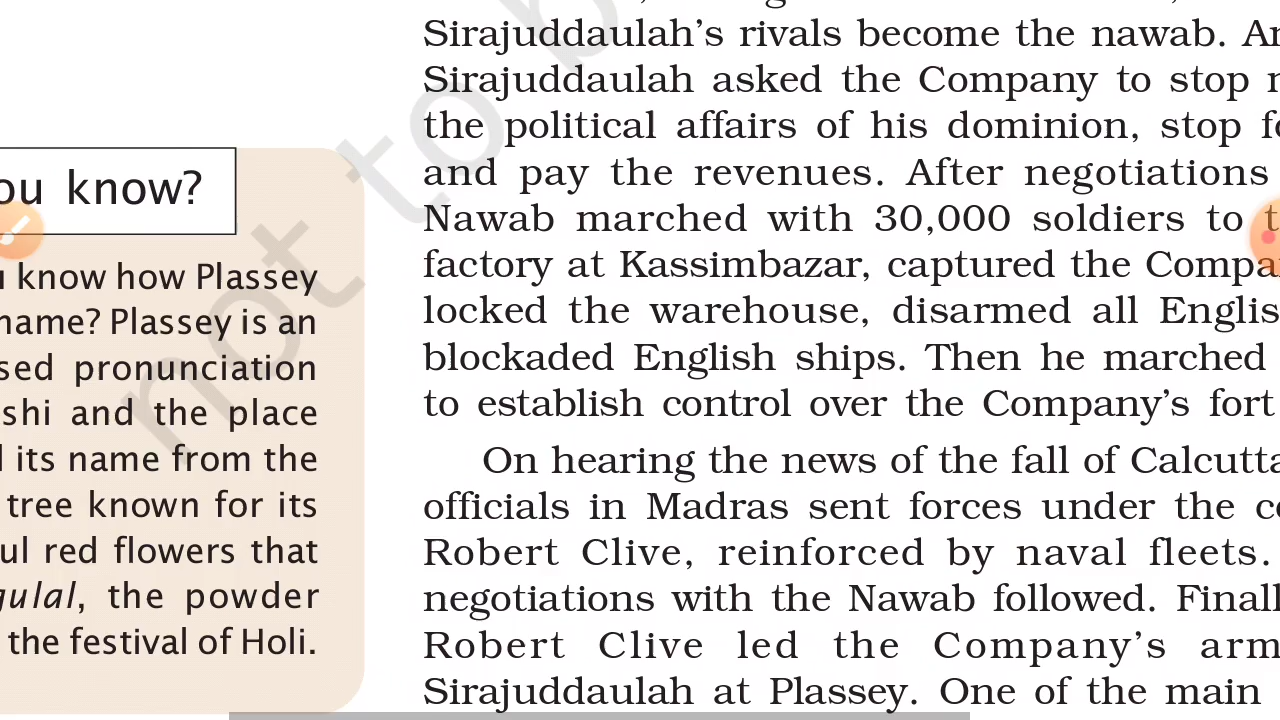 know?
know how Plassey
name? Plassey is an
pronunciation
and the place
its name from the
tree known for its
red flowers that
gulal, the powder
the festival of Holi.
Sirajuddaulah's rivals become the nawab.
Sirajuddaulah asked the Company to stop
the political affairs of his dominion, stop
and pay the revenues. After negotiations
Nawab marched with 30,000 soldiers to
factory at Kassimbazar, captured the
locked the warehouse, disarmed all
blockaded English ships. Then he marched
to establish control over the Company's fort
On hearing the news of the fall of
officials in Madras sent forces under the
Robert Clive, reinforced by naval fleets.
negotiations with the Nawab followed.
Robert Clive led the Company's
Sirajuddaulah at Plassey. One of the main
not to